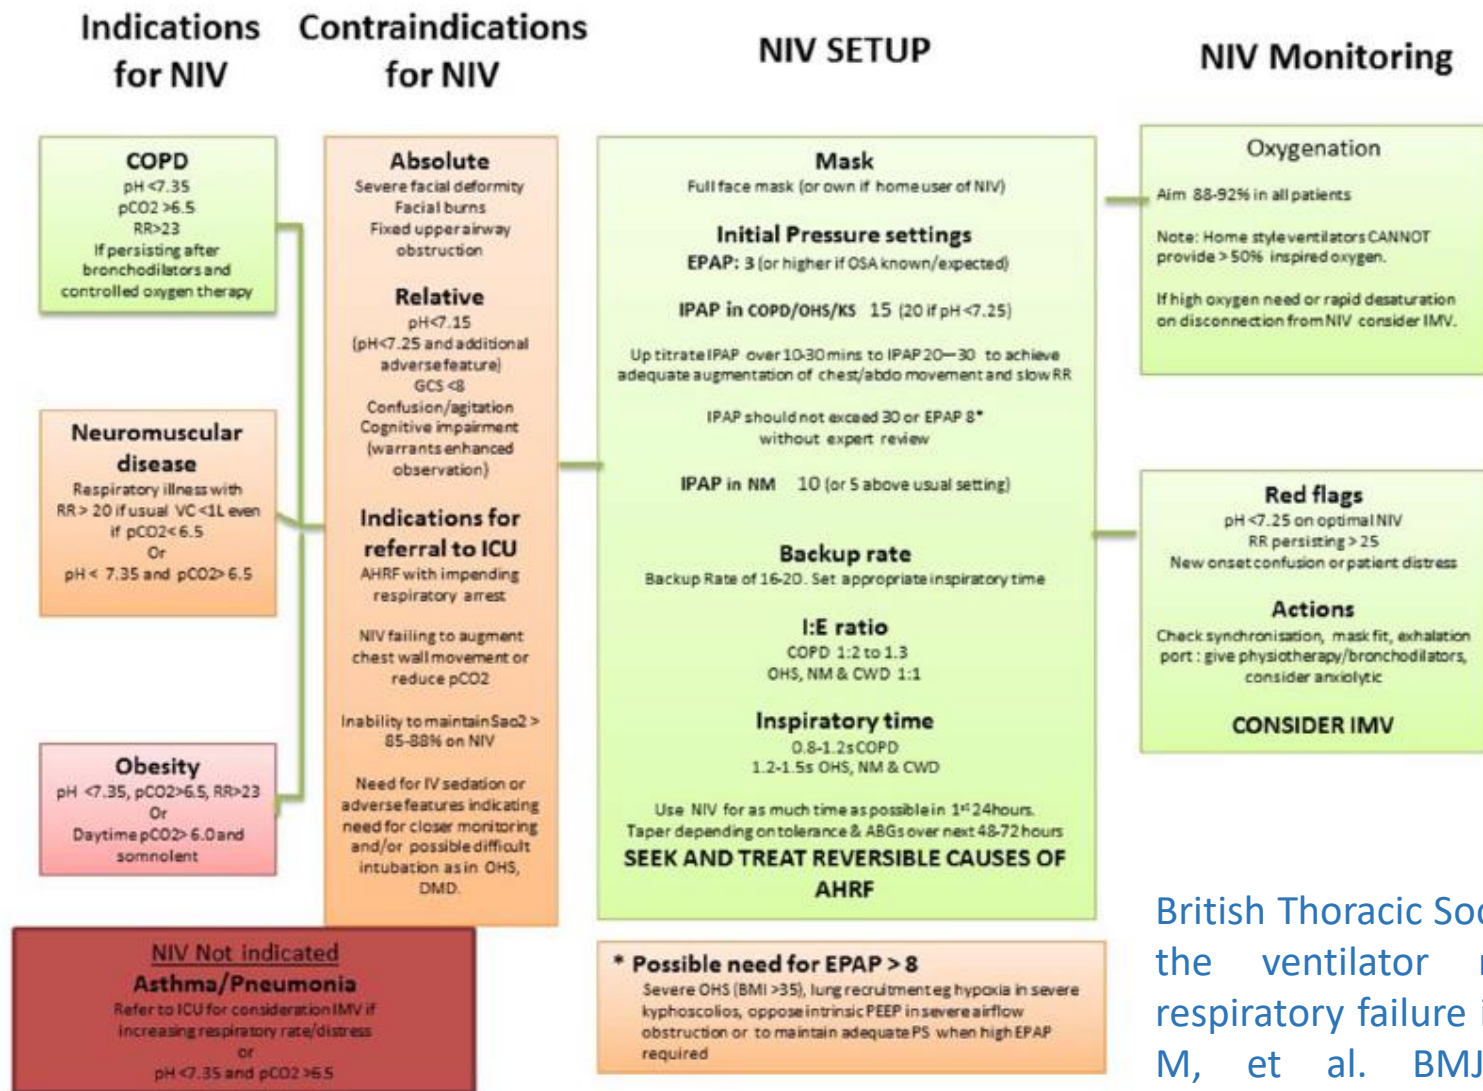 Indications
for NIV
COPD
pH <7.35
pCO2 >6.5
RR>23
If persisting after
bronchodilators and
controlled oxygen therapy
Neuromuscular
disease
Respiratory illness with
RR > 20 if usual VC <1L even
if pCO2<6.5
Or
pH < 7.35 and pCO2> 6.5
Obesity
pH <7.35, pCO2>6.5, RR>23
Or
Daytime pCO2> 6.0 and
somnolent
NIV Not indicated
Asthma/Pneumonia
Refer to ICU for consideration IMV if
increasing respiratory rate/distress
or
pH <7.35 and pCO2 >6.5
Contraindications
for NIV
Absolute
Severe facial deformity
Facial burns
Fixed upper airway
obstruction
Relative
pH<7.15
(pH<7.25 and additional
adverse feature)
GCS <8
Confusion/agitation
Cognitive impairment
(warrants enhanced
observation)
Indications for
referral to ICU
AHRF with impending
respiratory arrest
NIV failing to augment
chest wall movement or
reduce pCO2
Inability to maintain Sao2 >
85-88% on NIV
Need for IV sedation or
adverse features indicating
need for closer monitoring
and/or possible difficult
intubation as in OHS,
DMD.
NIV SETUP
Mask
Full face mask (or own if home user of NIV)
Initial Pressure settings
EPAP: 3 (or higher if OSA known/expected)
IPAP in COPD/OHS/KS 15 (20 if pH <7.25)
Up titrate IPAP over 10-30 mins to IPAP 20—30 to achieve
adequate augmentation of chest/abdo movement and slow RR
IPAP should not exceed 30 or EPAP 8*
without expert review
IPAP in NM 10 (or 5 above usual setting)
Backup rate
Backup Rate of 16-20. Set appropriate inspiratory time
I:E ratio
COPD 1:2 to 1.3
OHS, NM & CWD 1:1
Inspiratory time
0.8-1.2s COPD
1.2-1.5s OHS, NM & CWD
Use NIV for as much time as possible in 1st 24hours.
Taper depending on tolerance & ABGs over next 48-72 hours
SEEK AND TREAT REVERSIBLE CAUSES OF
AHRF
* Possible need for EPAP > 8
Severe OHS (BMI >35), lung recruitment eg hypoxia in severe
kyphoscolios, oppose intrinsic PEEP in severe airflow
obstruction or to maintain adequate PS when high EPAP
required
NIV Monitoring
Oxygenation
Aim 88-92% in all patients
Note: Home style ventilators CANNOT
provide > 50% inspired oxygen.
If high oxygen need or rapid desaturation
on disconnection from NIV consider IMV.
Red flags
pH <7.25 on optimal NIV
RR persisting > 25
New onset confusion or patient distress
Actions
Check synchronisation, mask fit, exhalation
port : give physiotherapy/bronchodilators,
consider anxiolytic
CONSIDER IMV
British Thoracic Soc
the ventilator
respiratory failure
M, et al. BMJ